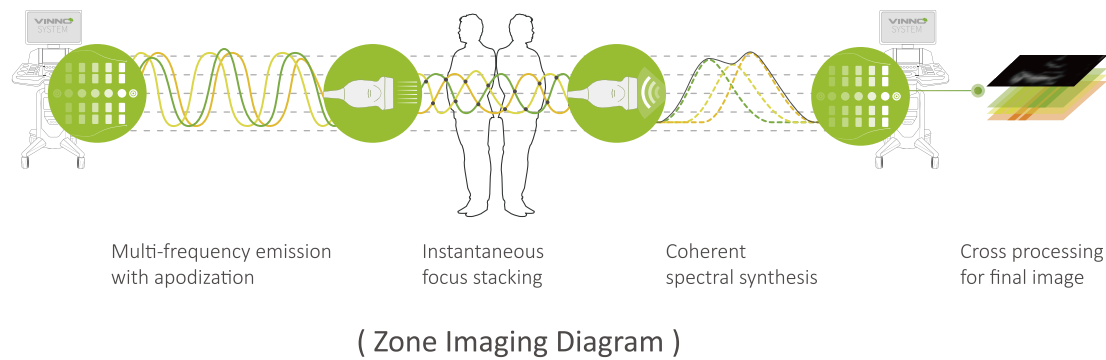 VINNO
SYSTEM
VINNO
SYSTEM
Multi-frequency emission
with apodization
Instantaneous
focus stacking
Coherent
spectral synthesis
Cross processing
for final image
( Zone Imaging Diagram )